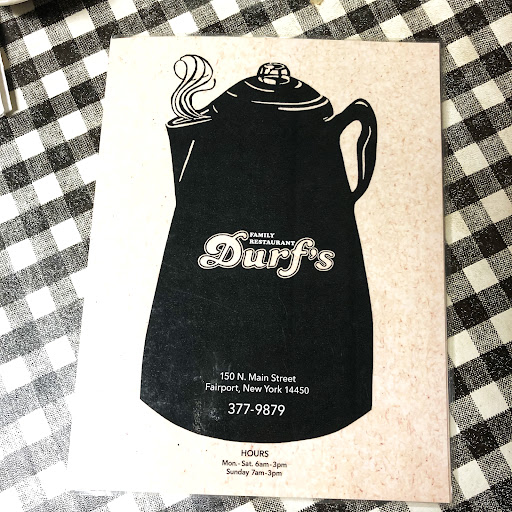 FAMILY
RESTAURANT
Durf's
150 N. Main Street
Fairport, New York 14450
377-9879
HOURS
Mon.-Sat. 6am-3pm
Sunday 7am-3pm